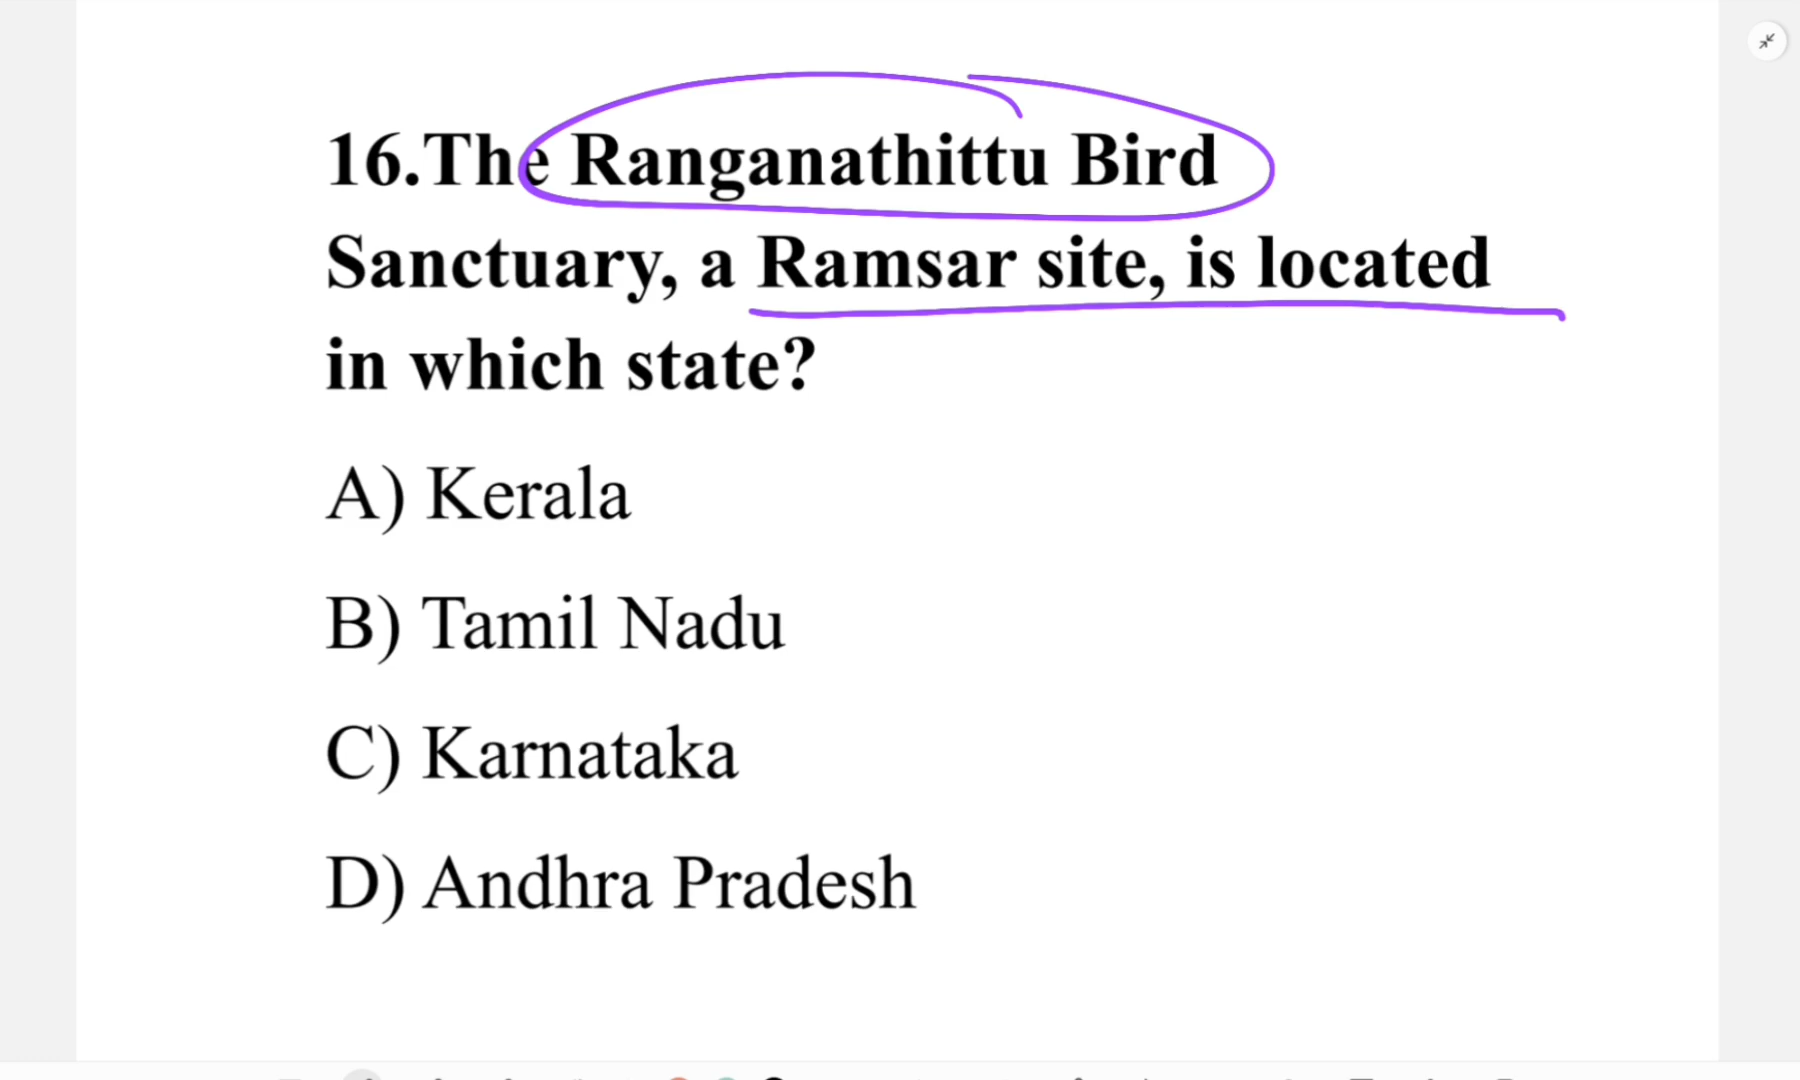 16.The Ranganathittu Bird
Sanctuary, a Ramsar site, is located
in which state?
A) Kerala
B) Tamil Nadu
C) Karnataka
D) Andhra Pradesh